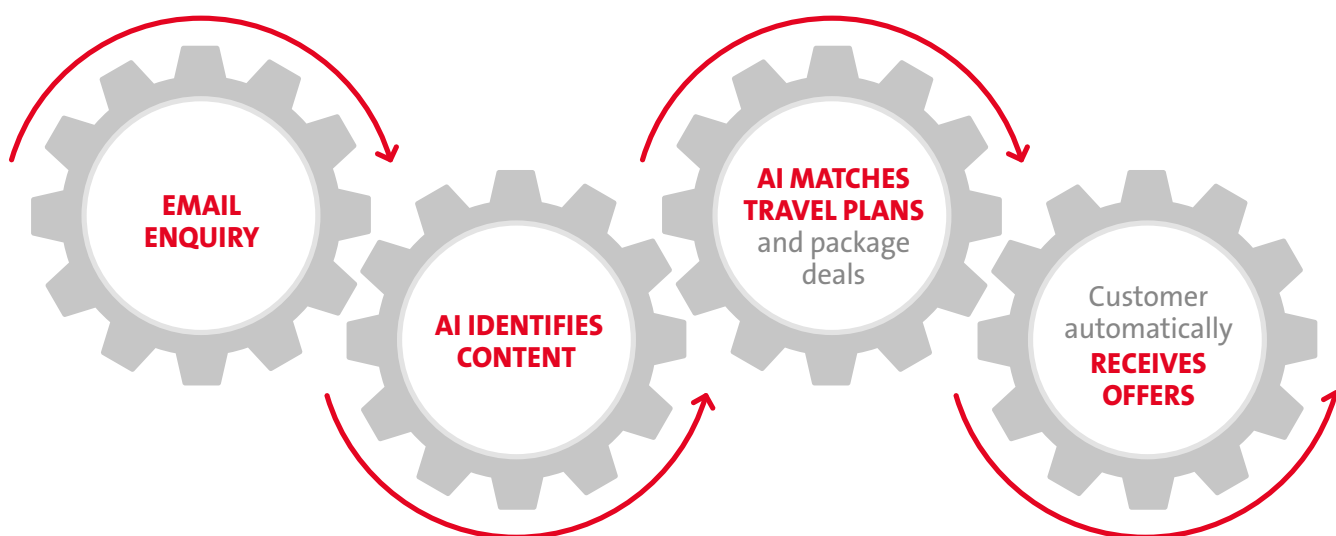 EMAIL
ENQUIRY
AI IDENTIFIES
CONTENT
AI MATCHES
TRAVEL PLANS
and package
deals
Customer
automatically
RECEIVES
OFFERS